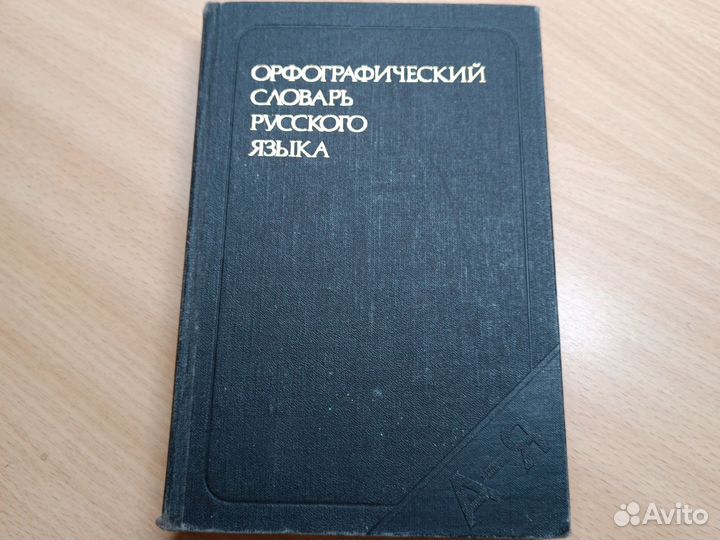 ОРФОГРАФИЧЕСКИЙ
СЛОВАРЬ
РУССКОГО
ЯЗЫКА
А-Я
Avito